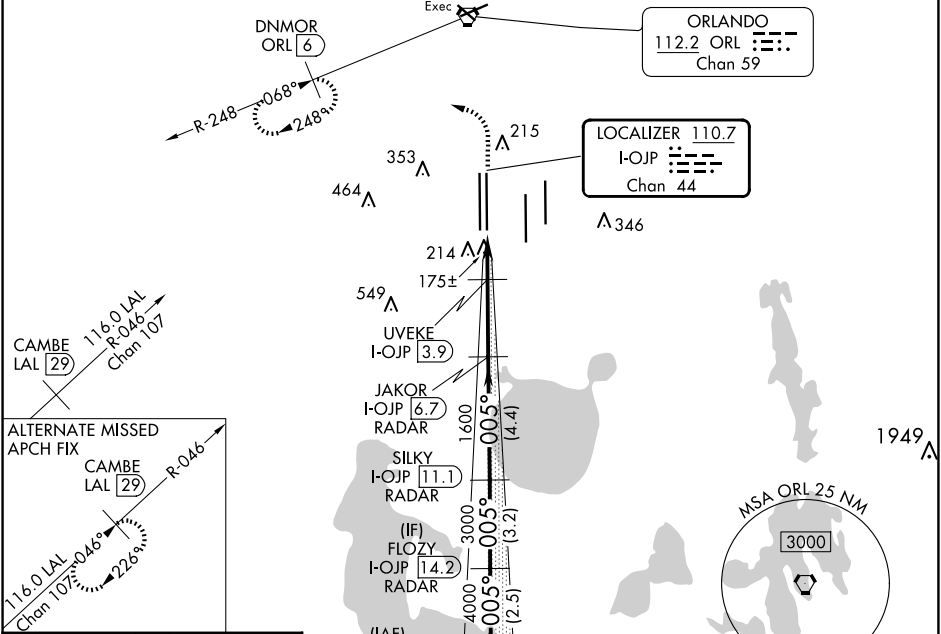 Exec
DNMOR
ORL 6
ORLANDO
112.2 ORL
Chan 59
R-248
068°
248°
215
LOCALIZER 110.7
I-OJP
Chan 44
353
464
346
214
175±
549
116.0 LAL
R-046
Chan 107
CAMBE
LAL 29
UVEKE
I-OJP 3.9
JAKOR
I-OJP 6.7
RADAR
1600
005°
(4.4)
ALTERNATE MISSED
APCH FIX
CAMBE
LAL 29
R-046
046°
226°
116.0 LAL
Chan 107
SILKY
I-OJP 11.1
RADAR
3000
005°
(3.2)
(IF)
FLOZY
I-OJP 14.2
RADAR
4000
005°
(2.5)
(IAF)
1949
MSA ORL 25 NM
3000